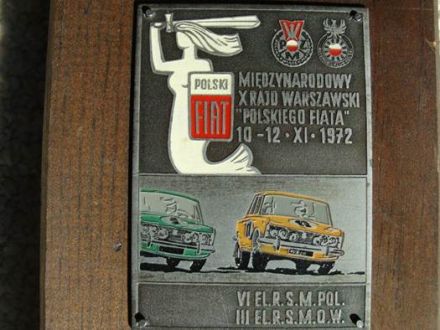 POLSKI
FIAT
MIĘDZYNARODOWY
X RAJD WARSZAWSKI
"POLSKIEGO FIATA"
10-12 • XI • 1972
VI EL.R.S.M.POL.
III EL.R.S.M.O.W.